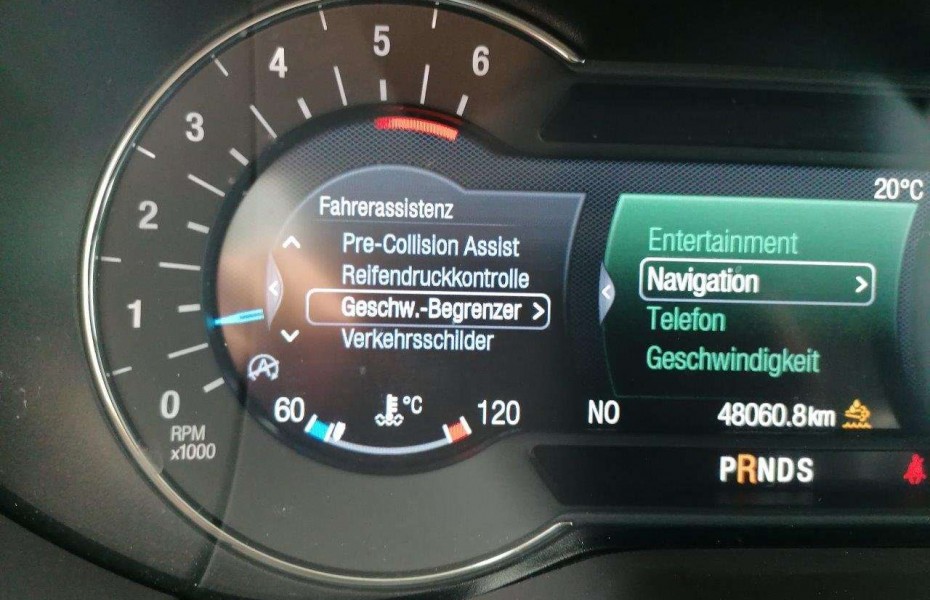 6
5
4
3
2
1
0
RPM
x1000
Fahrerassistenz
Pre-Collision Assist
Reifendruckkontrolle
Geschw.-Begrenzer >
Verkehrsschilder
A
60
°C
120
20°C
Entertainment
Navigation >
Telefon
Geschwindigkeit
NO
48060.8km
PRNDS